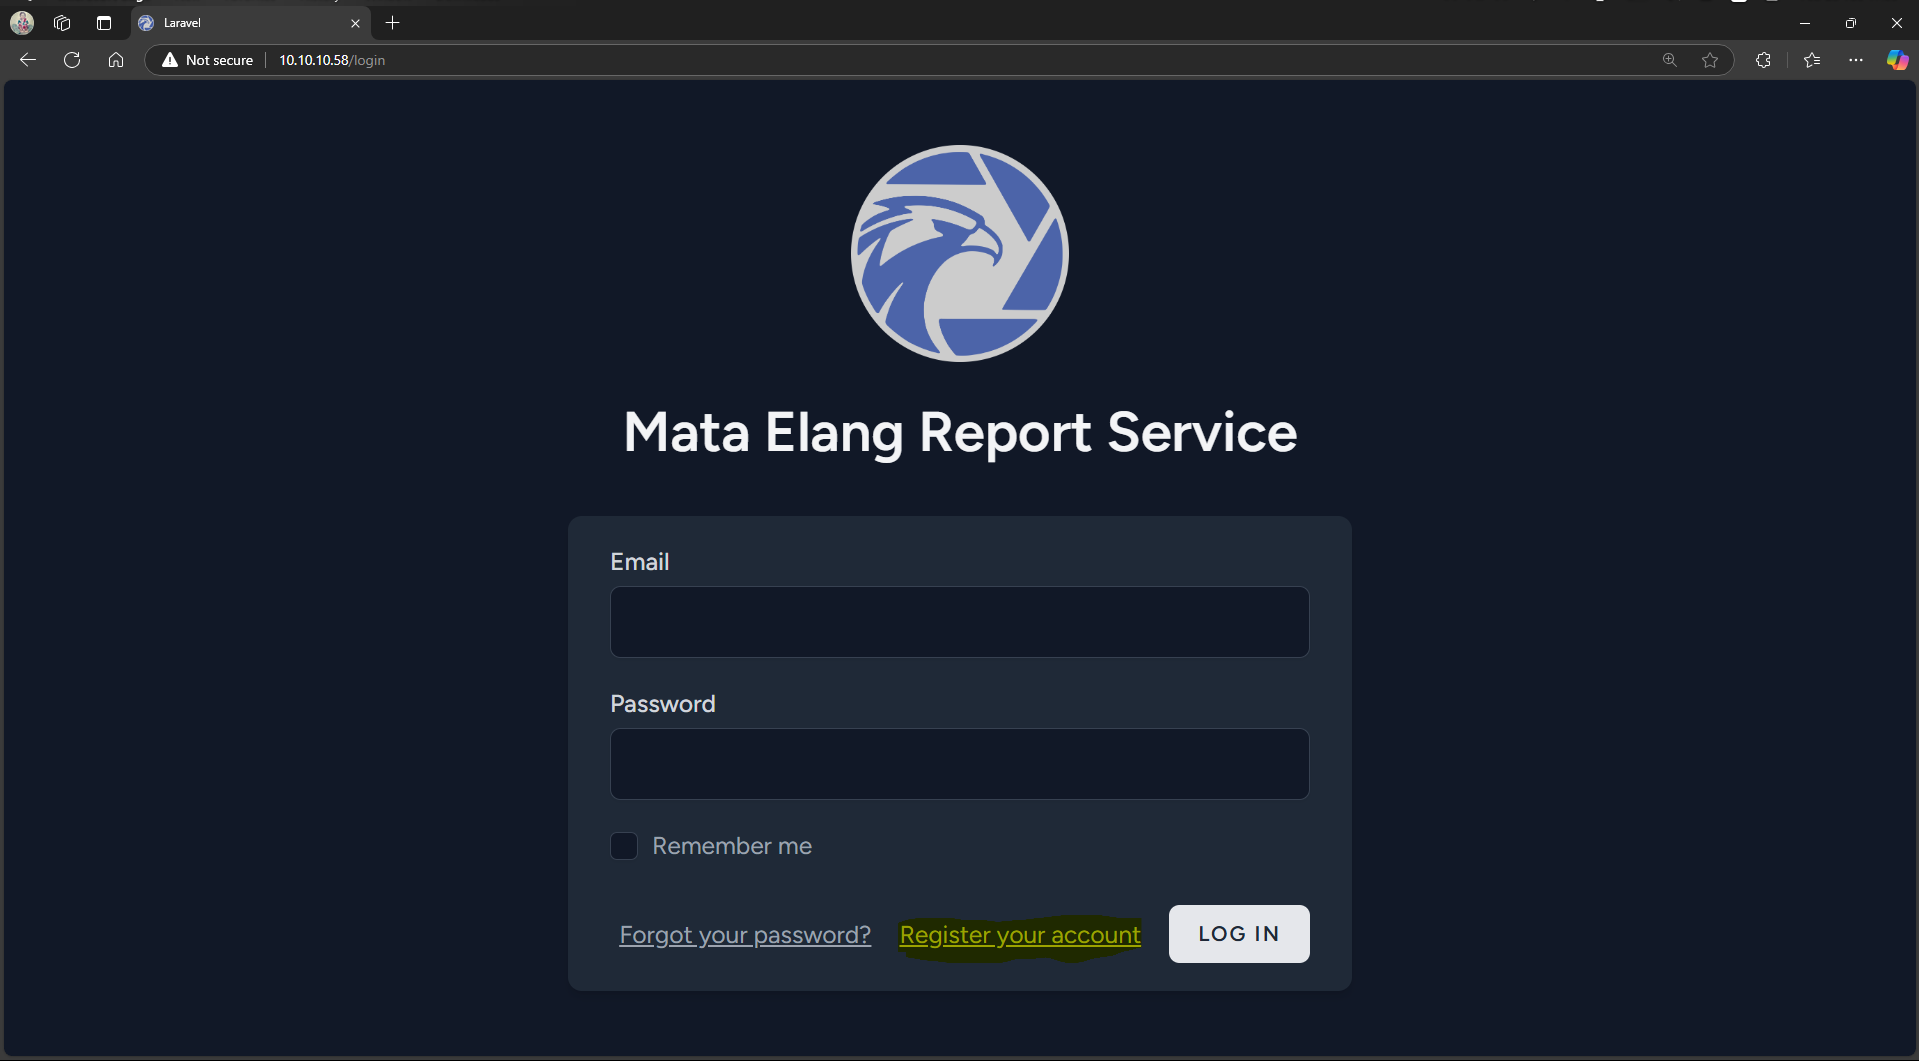 Laravel
Not secure
10.10.10.58/login
Mata Elang Report Service
Email
Password
Remember me
Forgot your password? Register your account LOG IN